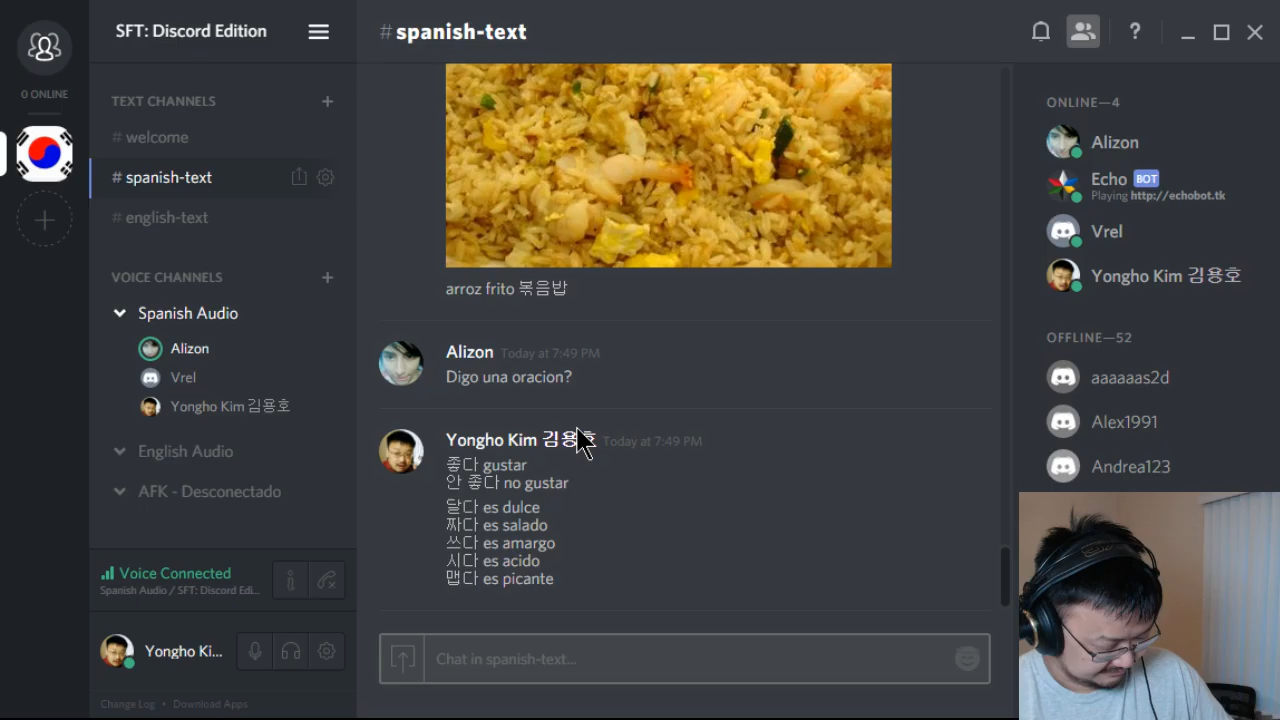 SFT: Discord Edition
# spanish-text
0 ONLINE
TEXT CHANNELS
# welcome
# spanish-text
# english-text
VOICE CHANNELS
Spanish Audio
Alizon
Vrel
Yongho Kim 김용호
English Audio
AFK - Desconectado
Voice Connected
Spanish Audio / SFT: Discord Edi...
Yongho Ki...
Change Log • Download Apps
arroz frito 볶음밥
Alizon Today at 7:49 PM
Digo una oracion?
Yongho Kim 김용호 Today at 7:49 PM
좋다 gustar
안 좋다 no gustar
달다 es dulce
짜다 es salado
쓰다 es amargo
시다 es acido
맵다 es picante
Chat in spanish-text...
ONLINE—4
Alizon
Echo BOT
Playing http://echobot.tk
Vrel
Yongho Kim 김용호
OFFLINE—52
aaaaaas2d
Alex1991
Andrea123